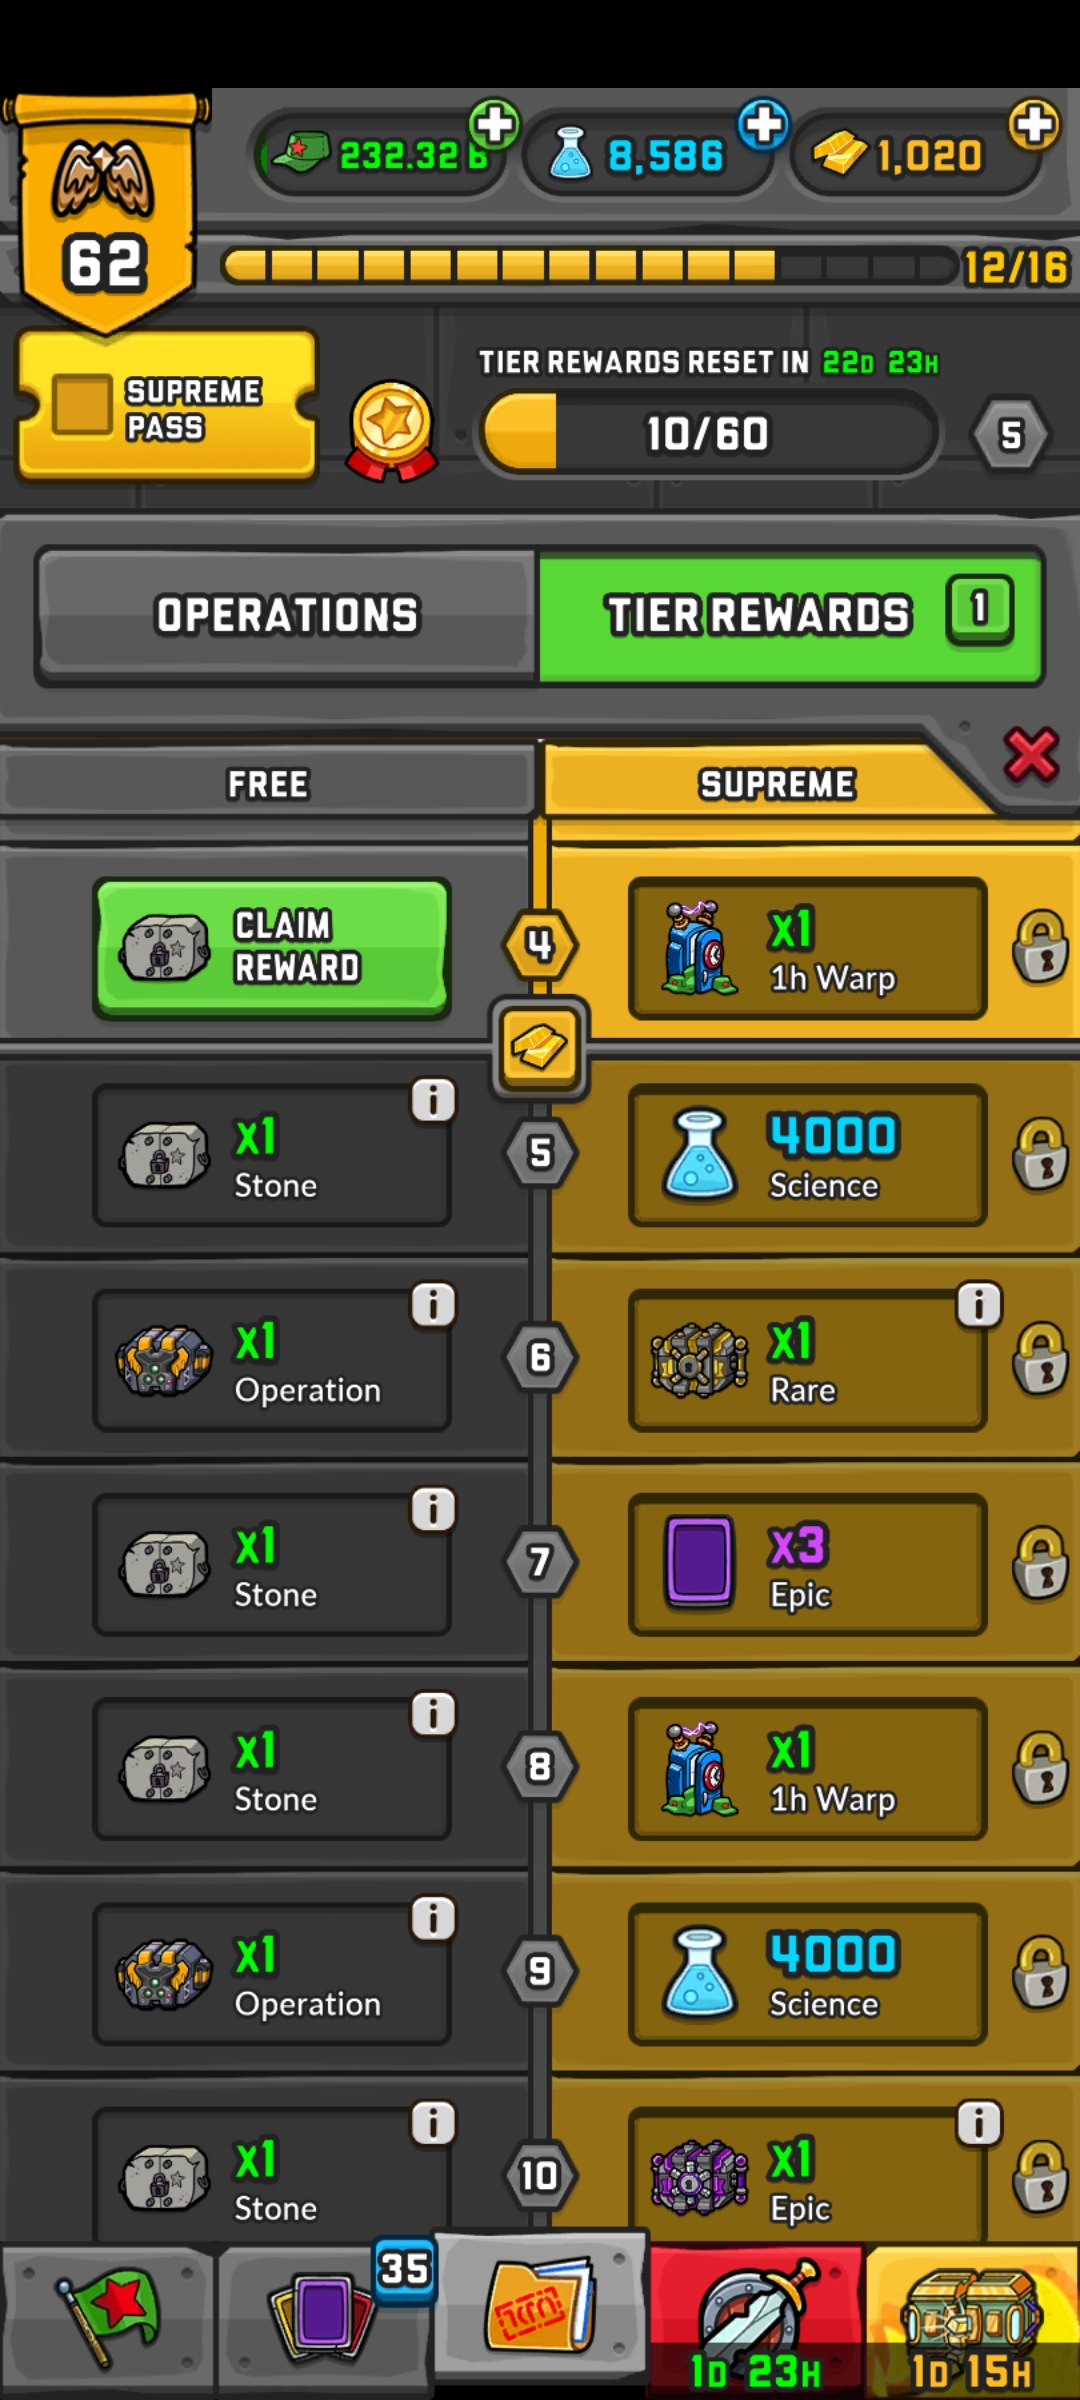 232.32 B
8,586
1,020
62
12/16
SUPREME
PASS
TIER REWARDS RESET IN 22D 23H
10/60
5
OPERATIONS
TIER REWARDS
1
FREE
SUPREME
CLAIM
REWARD
4
X1
1h Warp
X1
Stone
5
4000
Science
X1
Operation
6
X1
Rare
X1
Stone
7
X3
Epic
X1
Stone
8
X1
1h Warp
X1
Operation
9
4000
Science
X1
Stone
10
X1
Epic
35
1D 23H
1D 15H